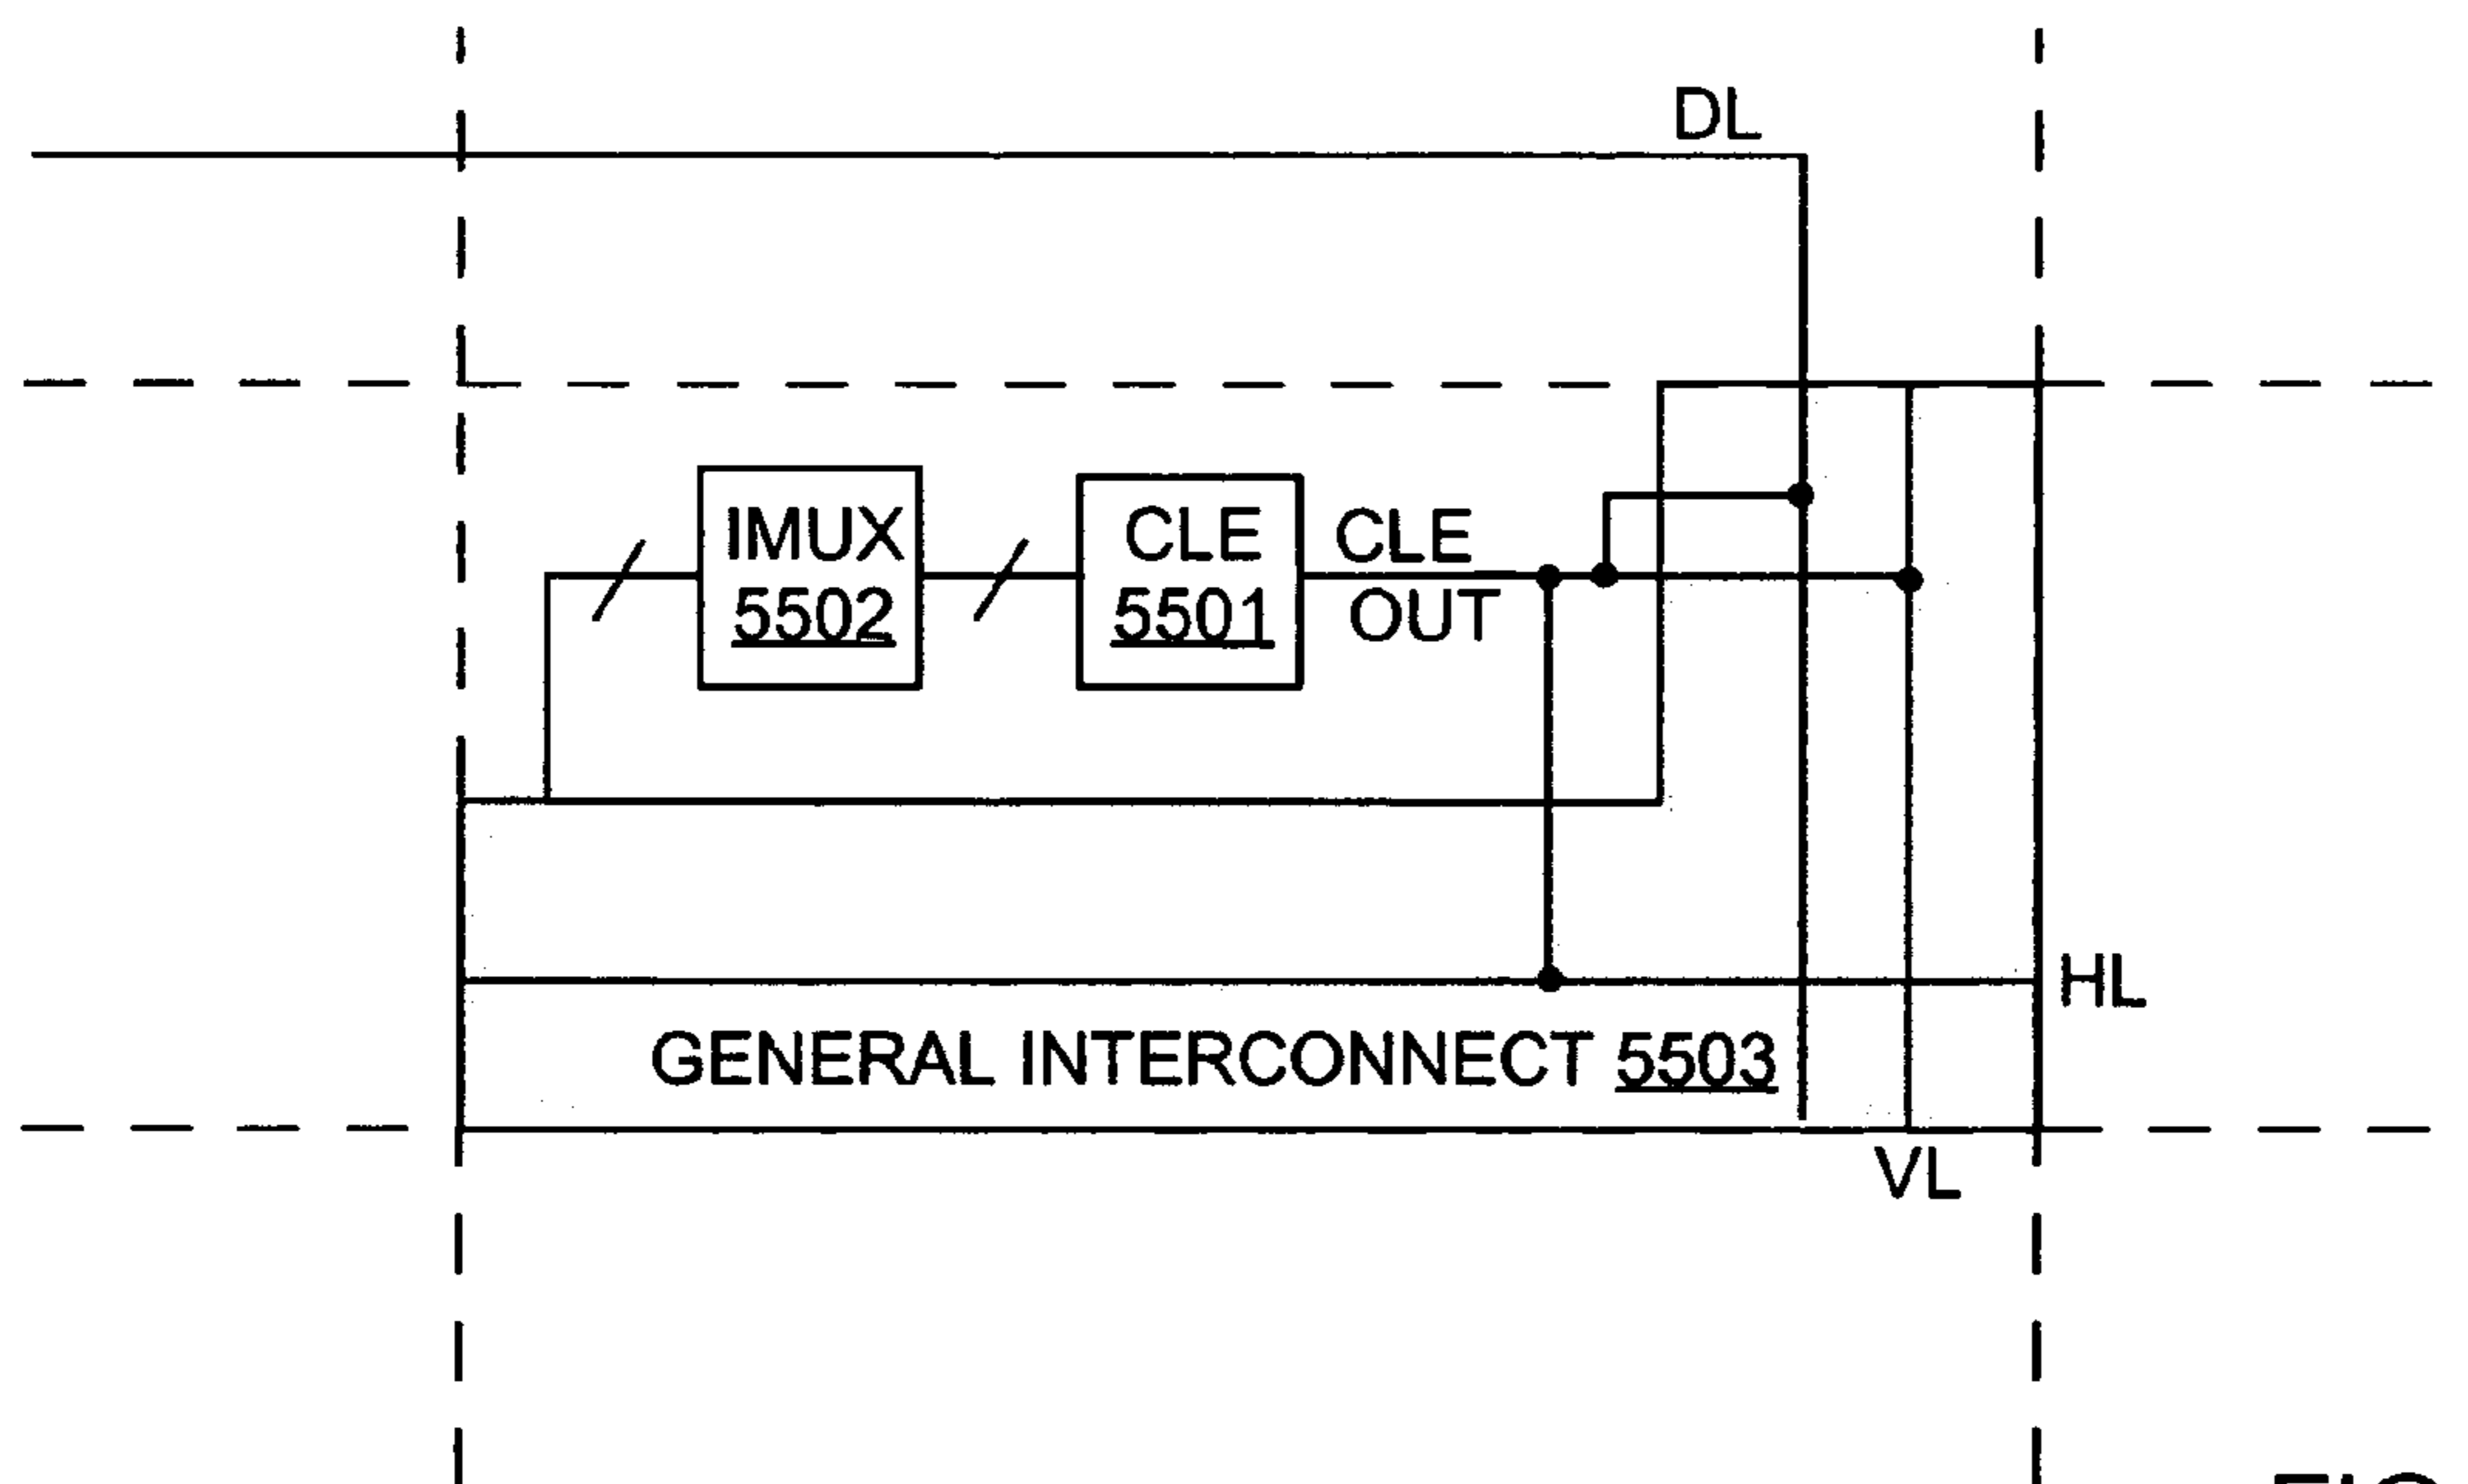 DL
IMUX
5502
CLE
5501
CLE
OUT
HL
GENERAL INTERCONNECT 5503
VL